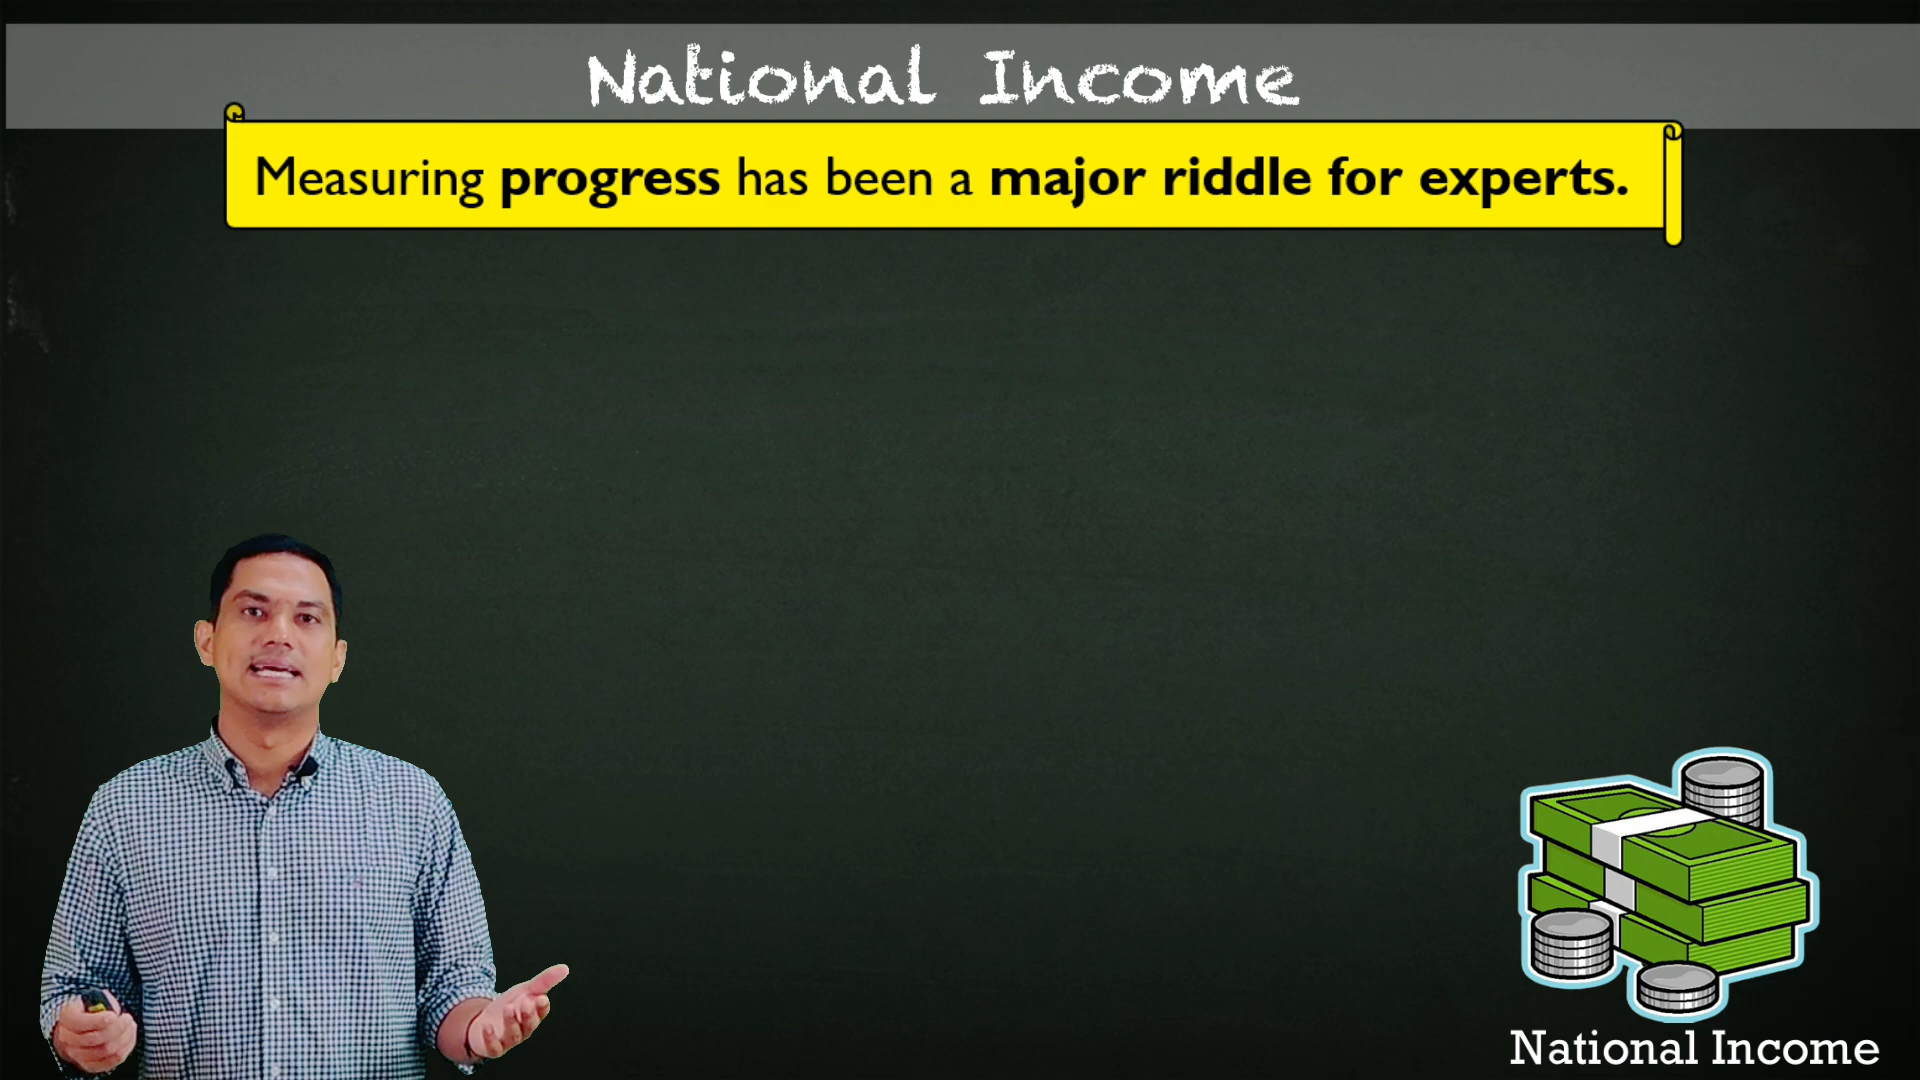 National Income
Measuring progress has been a major riddle for experts.
National Income